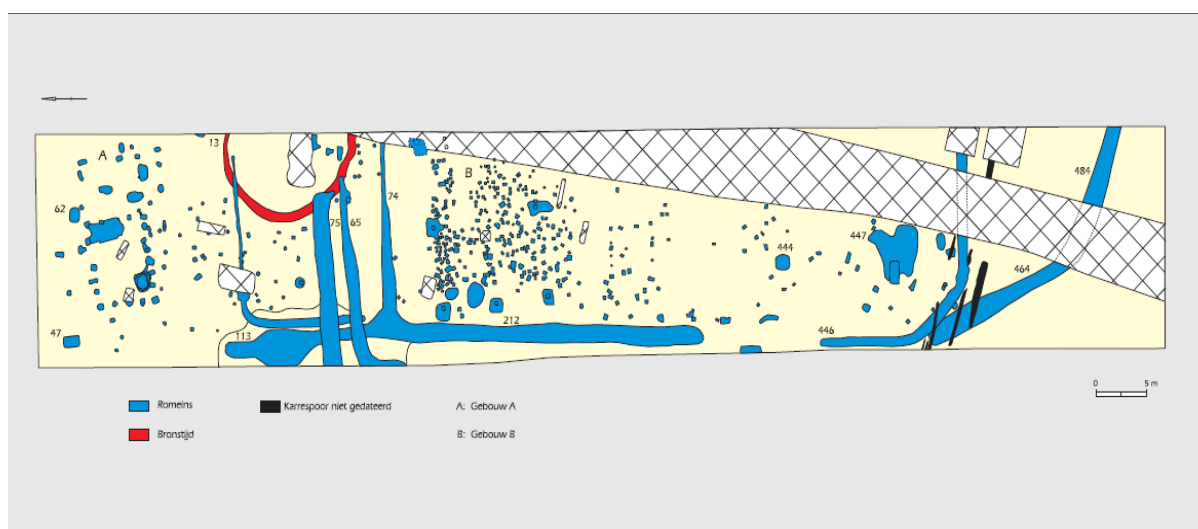 A
13
62
47
113
75
65
74
B
212
444
447
446
464
484
0 5 m
Romeins
Bronstijd
Karrespoor niet gedateerd
A: Gebouw A
B: Gebouw B